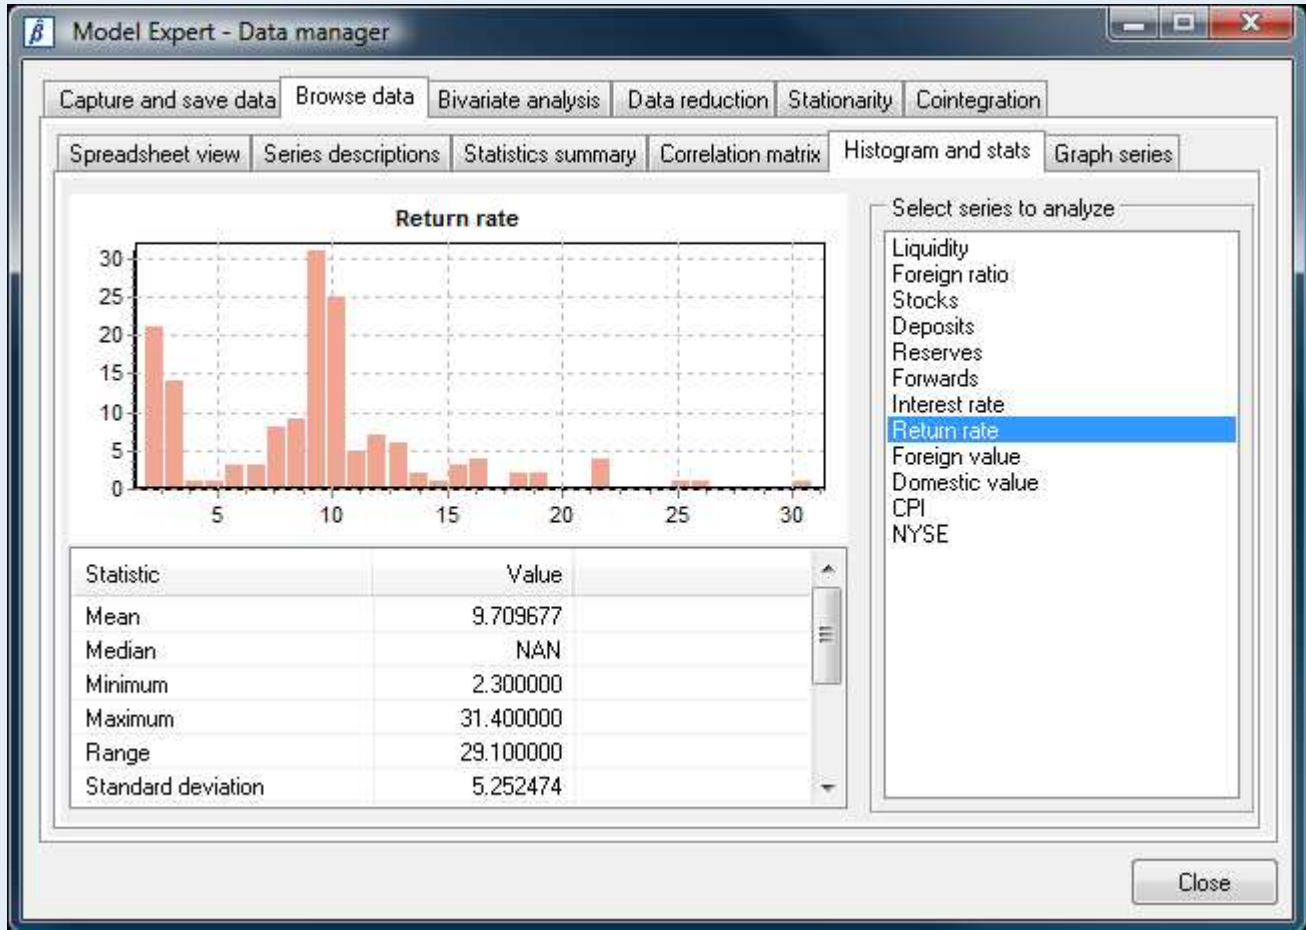 β̂ Model Expert - Data manager
Capture and save data Browse data Bivariate analysis Data reduction Stationarity Cointegration
Spreadsheet view Series descriptions Statistics summary Correlation matrix Histogram and stats Graph series
Return rate
30
25
20
15
10
5
0
5 10 15 20 25 30
Statistic Value
Mean 9.709677
Median NAN
Minimum 2.300000
Maximum 31.400000
Range 29.100000
Standard deviation 5.252474
Select series to analyze
Liquidity
Foreign ratio
Stocks
Deposits
Reserves
Forwards
Interest rate
Return rate
Foreign value
Domestic value
CPI
NYSE
Close